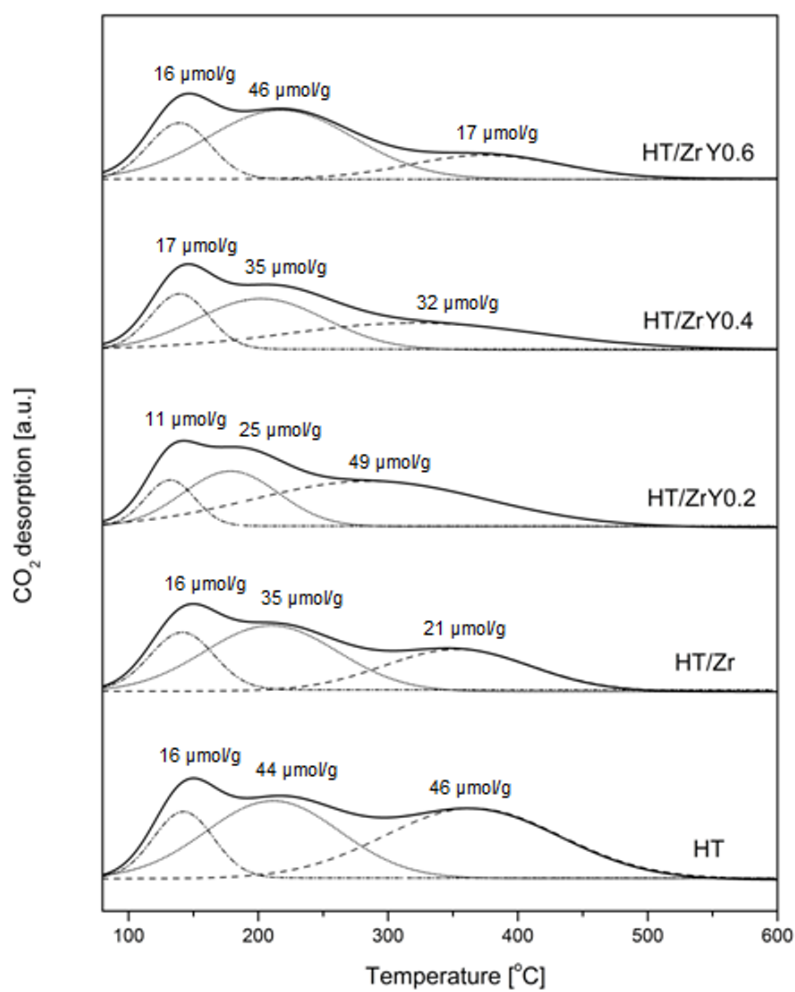 16 µmol/g
46 µmol/g
17 µmol/g
HT/ZrY0.6
17 µmol/g
35 µmol/g
32 µmol/g
HT/ZrY0.4
11 µmol/g
25 µmol/g
49 µmol/g
HT/ZrY0.2
16 µmol/g
35 µmol/g
21 µmol/g
HT/Zr
16 µmol/g
44 µmol/g
46 µmol/g
HT
CO₂ desorption [a.u.]
100 200 300 400 500 600
Temperature [°C]